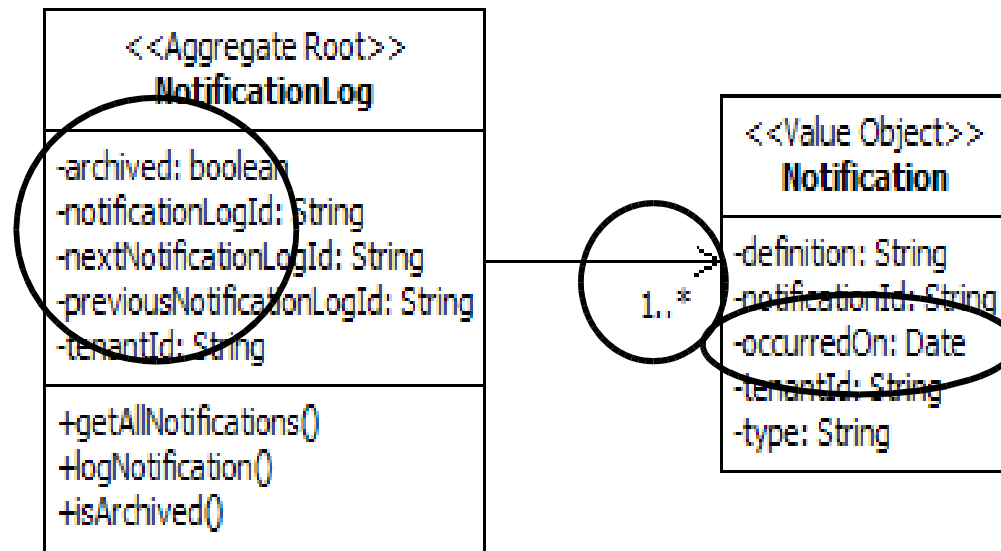 <<Aggregate Root>>
NotificationLog
-archived: boolean
-notificationLogId: String
-nextNotificationLogId: String
-previousNotificationLogId: String
-tenantId: String
+getAllNotifications()
+logNotification()
+isArchived()
1..*
<<Value Object>>
Notification
-definition: String
-notificationId: String
-occurredOn: Date
-tenantId: String
-type: String